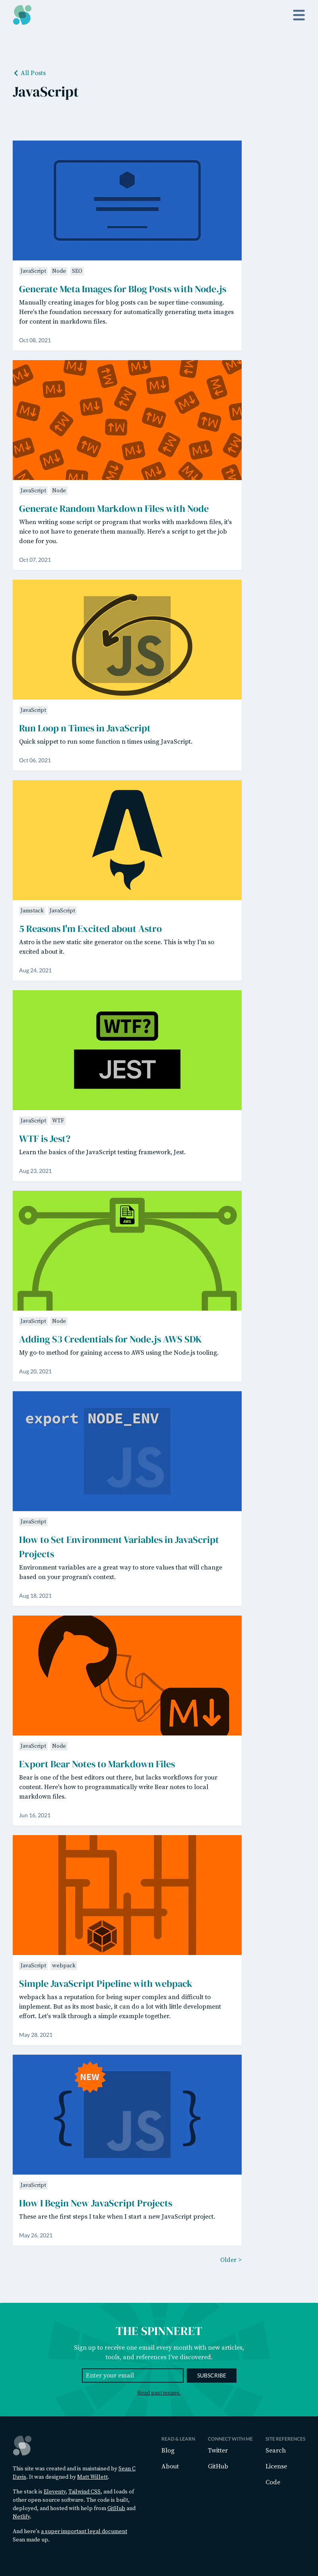 All Posts
JavaScript
JavaScript Node SEO
Generate Meta Images for Blog Posts with Node.js
Manually creating images for blog posts can be super time-consuming.
Here's the foundation necessary for automatically generating meta images
for content in markdown files.
Oct 08, 2021
JavaScript Node
Generate Random Markdown Files with Node
When writing some script or program that works with markdown files, it's
nice to not have to generate them manually. Here's a script to get the job
done for you.
Oct 07, 2021
JS
JavaScript
Run Loop n Times in JavaScript
Quick snippet to run some function n times using JavaScript.
Oct 06, 2021
Jamstack JavaScript
5 Reasons I'm Excited about Astro
Astro is the new static site generator on the scene. This is why I'm so
excited about it.
Aug 24, 2021
WTF?
JEST
JavaScript WTF
WTF is Jest?
Learn the basics of the JavaScript testing framework, Jest.
Aug 23, 2021
AWS
JavaScript Node
Adding S3 Credentials for Node.js AWS SDK
My go-to method for gaining access to AWS using the Node.js tooling.
Aug 20, 2021
export NODE_ENV
JS
JavaScript
How to Set Environment Variables in JavaScript
Projects
Environment variables are a great way to store values that will change
based on your program's context.
Aug 18, 2021
M
JavaScript Node
Export Bear Notes to Markdown Files
Bear is one of the best editors out there, but lacks workflows for your
content. Here's how to programmatically write Bear notes to local
markdown files.
Jun 16, 2021
JavaScript webpack
Simple JavaScript Pipeline with webpack
webpack has a reputation for being super complex and difficult to
implement. But as its most basic, it can do a lot with little development
effort. Let's walk through a simple example together.
May 28, 2021
NEW
{ JS }
JavaScript
How I Begin New JavaScript Projects
These are the first steps I take when I start a new JavaScript project.
May 26, 2021
Older >
THE SPINNERET
Sign up to receive one email every month with new articles,
tools, and references I've discovered.
Enter your email
SUBSCRIBE
Read past issues.
This site was created and is maintained by Sean C
Davis. It was designed by Matt Willett.
The stack is Eleventy, Tailwind CSS, and loads of
other open-source software. The code is built,
deployed, and hosted with help from GitHub and
Netlify.
And here's a super important legal document
Sean made up.
READ & LEARN
Blog
About
CONNECT WITH ME
Twitter
GitHub
SITE REFERENCES
Search
License
Code